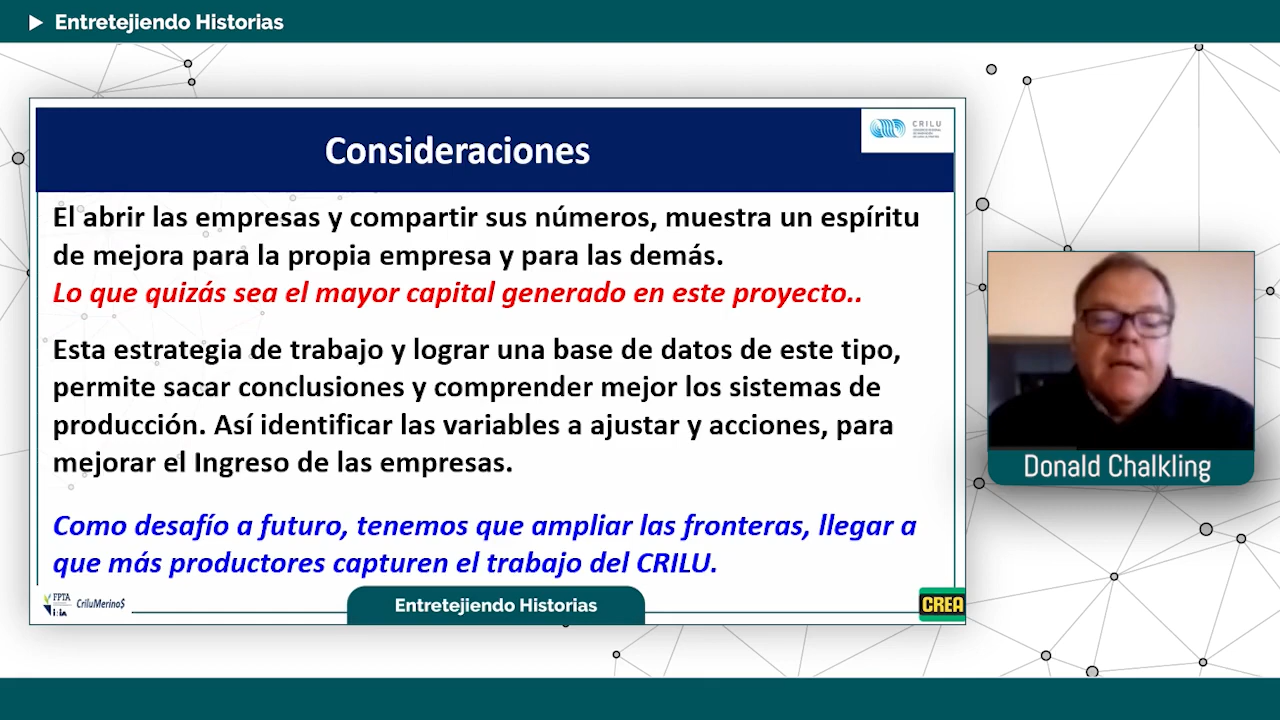 Entretejiendo Historias
Consideraciones
CRILU
El abrir las empresas y compartir sus números, muestra un espíritu
de mejora para la propia empresa y para las demás.
Lo que quizás sea el mayor capital generado en este proyecto..
Esta estrategia de trabajo y lograr una base de datos de este tipo,
permite sacar conclusiones y comprender mejor los sistemas de
producción. Así identificar las variables a ajustar y acciones, para
mejorar el Ingreso de las empresas.
Como desafío a futuro, tenemos que ampliar las fronteras, llegar a
que más productores capturen el trabajo del CRILU.
FPTA
CriluMerino$
Entretejiendo Historias
CREA
Donald Chalkling